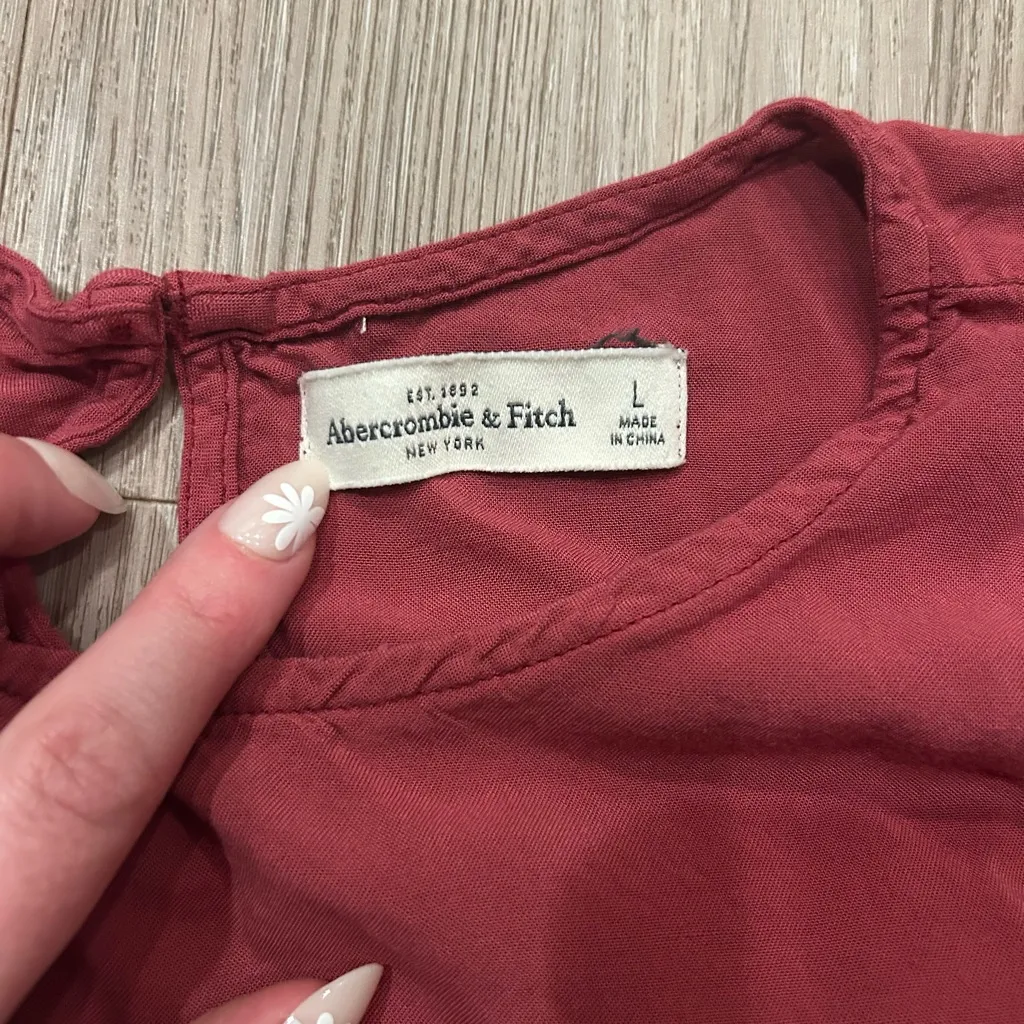 EST. 1892
Abercrombie & Fitch
NEW YORK
L
MADE
IN CHINA